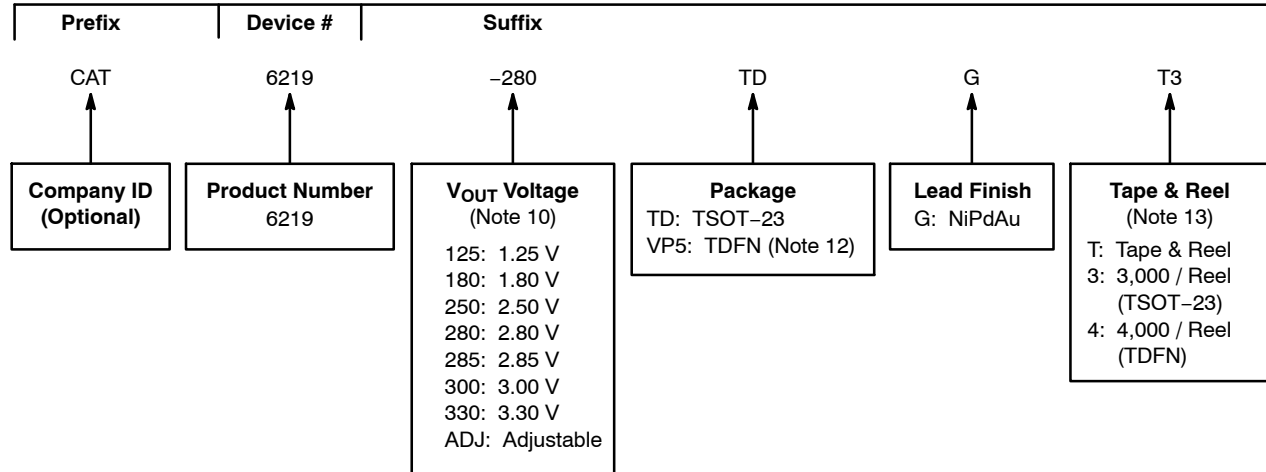 Prefix Device # Suffix
CAT 6219 −280 TD G T3
Company ID
(Optional)
Product Number
6219
VOUT Voltage
(Note 10)
125: 1.25 V
180: 1.80 V
250: 2.50 V
280: 2.80 V
285: 2.85 V
300: 3.00 V
330: 3.30 V
ADJ: Adjustable
Package
TD: TSOT−23
VP5: TDFN (Note 12)
Lead Finish
G: NiPdAu
Tape & Reel
(Note 13)
T: Tape & Reel
3: 3,000 / Reel
(TSOT−23)
4: 4,000 / Reel
(TDFN)